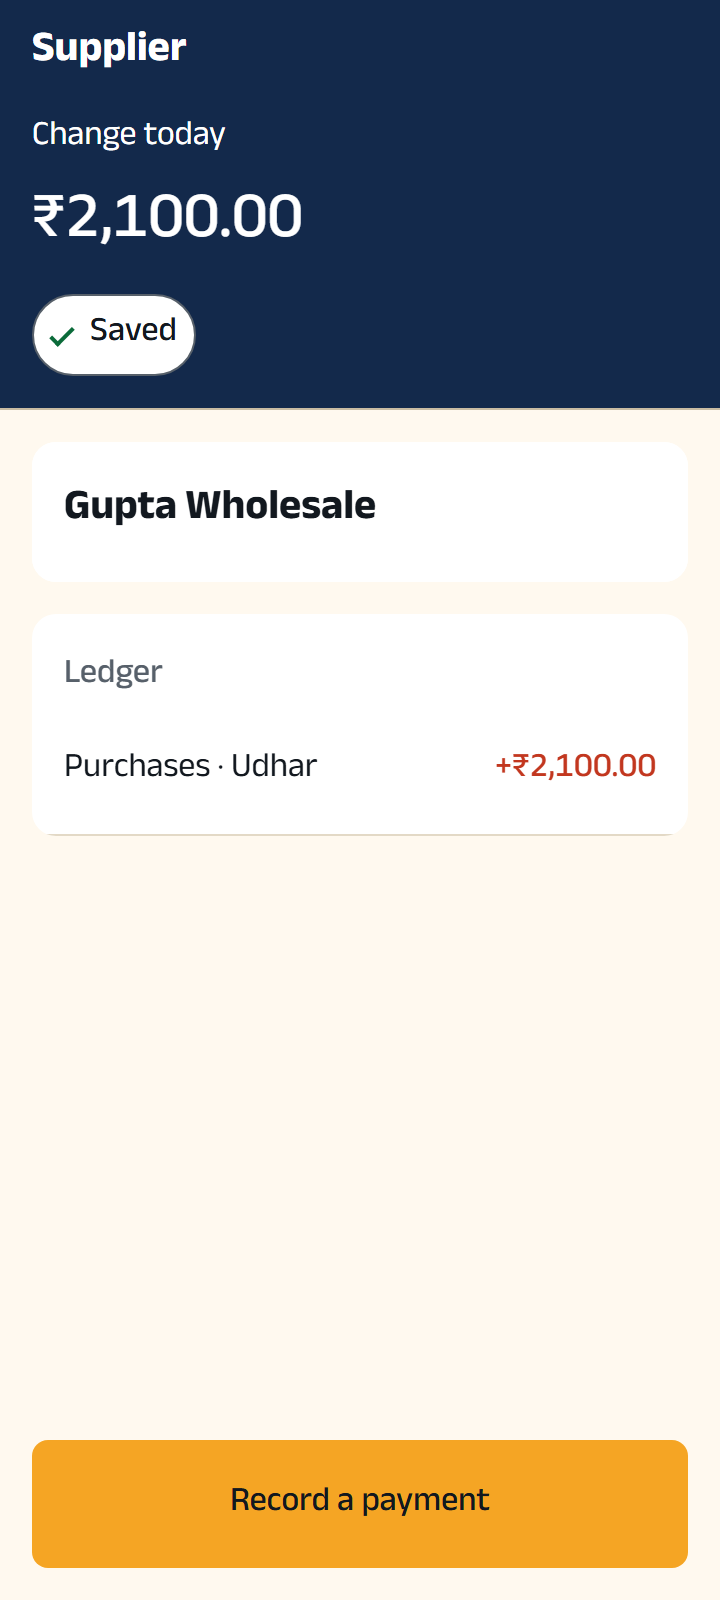 Supplier
Change today
₹2,100.00
Saved
Gupta Wholesale
Ledger
Purchases · Udhar +₹2,100.00
Record a payment